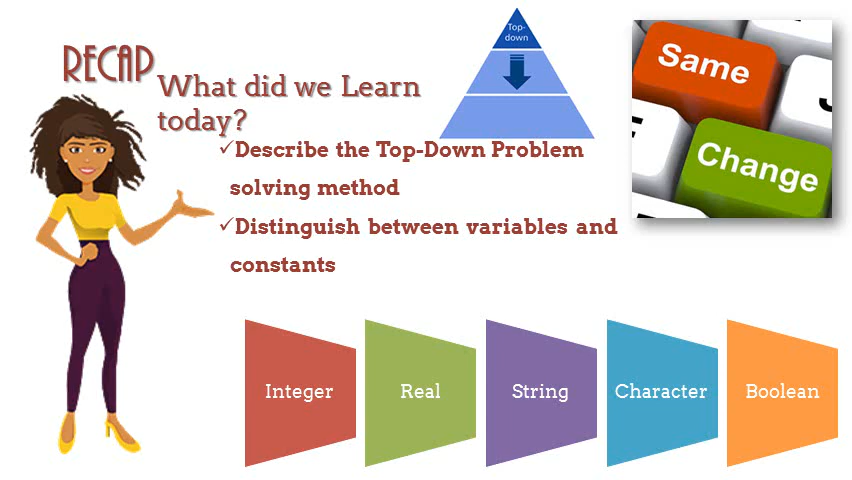 RECAP
What did we Learn
today?
Top-
down
Same
Change
✓Describe the Top-Down Problem
solving method
✓Distinguish between variables and
constants
Integer
Real
String
Character
Boolean